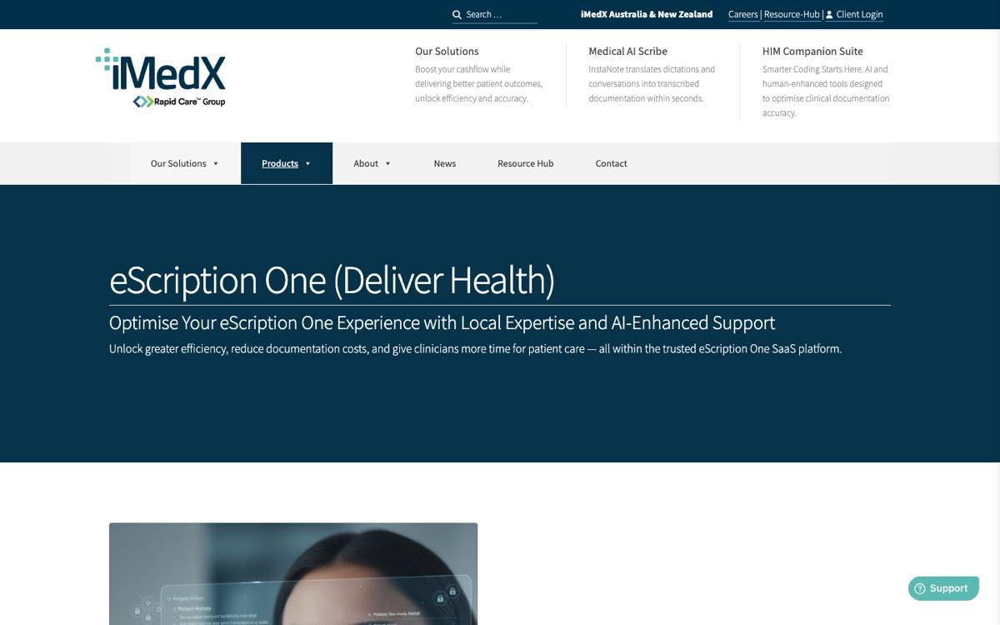 Search …
iMedX Australia & New Zealand
Careers | Resource-Hub | Client Login
iMedX
Rapid Care™ Group
Our Solutions
Boost your cashflow while
delivering better patient outcomes,
unlock efficiency and accuracy.
Medical AI Scribe
InstaNote translates dictations and
conversations into transcribed
documentation within seconds.
HIM Companion Suite
Smarter Coding Starts Here. AI and
human-enhanced tools designed
to optimise clinical documentation
accuracy.
Our Solutions
Products
About
News
Resource Hub
Contact
eScription One (Deliver Health)
Optimise Your eScription One Experience with Local Expertise and AI-Enhanced Support
Unlock greater efficiency, reduce documentation costs, and give clinicians more time for patient care — all within the trusted eScription One SaaS platform.
Patient History
Patient History
Support